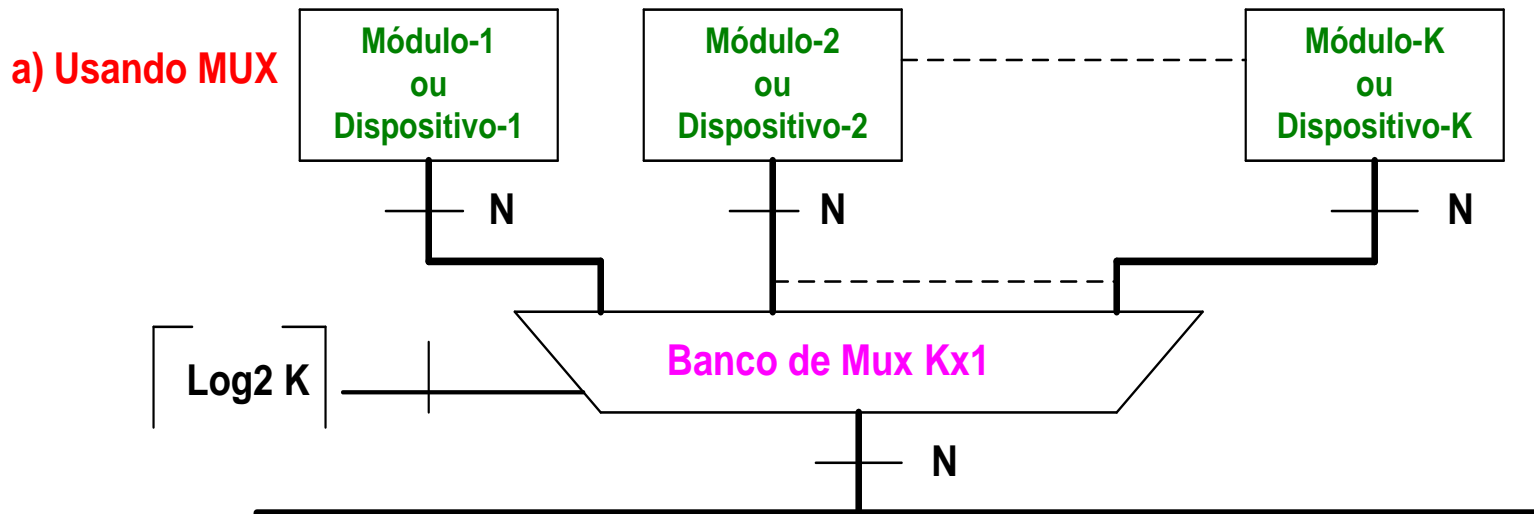 a) Usando MUX
Módulo-1
ou
Dispositivo-1
Módulo-2
ou
Dispositivo-2
Módulo-K
ou
Dispositivo-K
N
N
N
Log2 K
Banco de Mux Kx1
N